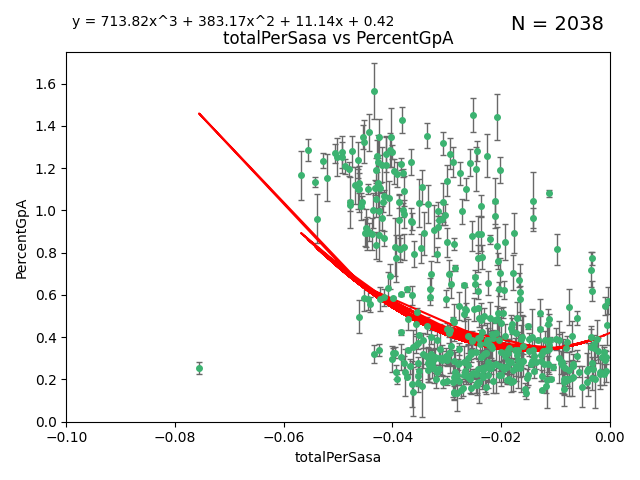 y = 713.82x^3 + 383.17x^2 + 11.14x + 0.42
N = 2038
totalPerSasa vs PercentGpA
PercentGpA
1.6
1.4
1.2
1.0
0.8
0.6
0.4
0.2
0.0
−0.10 −0.08 −0.06 −0.04 −0.02 0.00
totalPerSasa